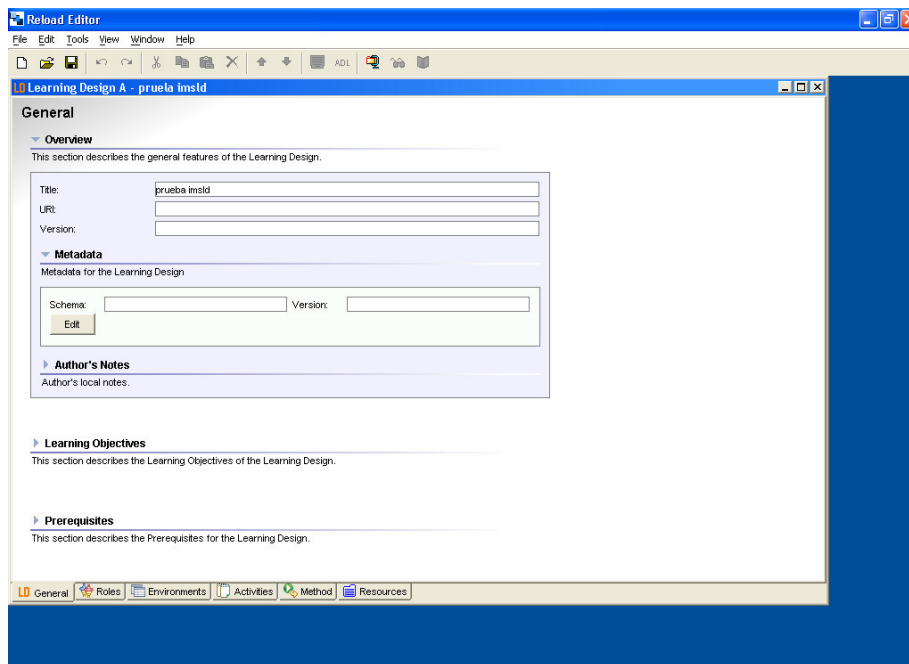 Reload Editor
File Edit Tools View Window Help
ADL
LD Learning Design A - pruela imsld
General
Overview
This section describes the general features of the Learning Design.
Title: prueba imsld
URI:
Version:
Metadata
Metadata for the Learning Design
Schema: Version:
Edit
Author's Notes
Author's local notes.
Learning Objectives
This section describes the Learning Objectives of the Learning Design.
Prerequisites
This section describes the Prerequisites for the Learning Design.
LD General Roles Environments Activities Method Resources